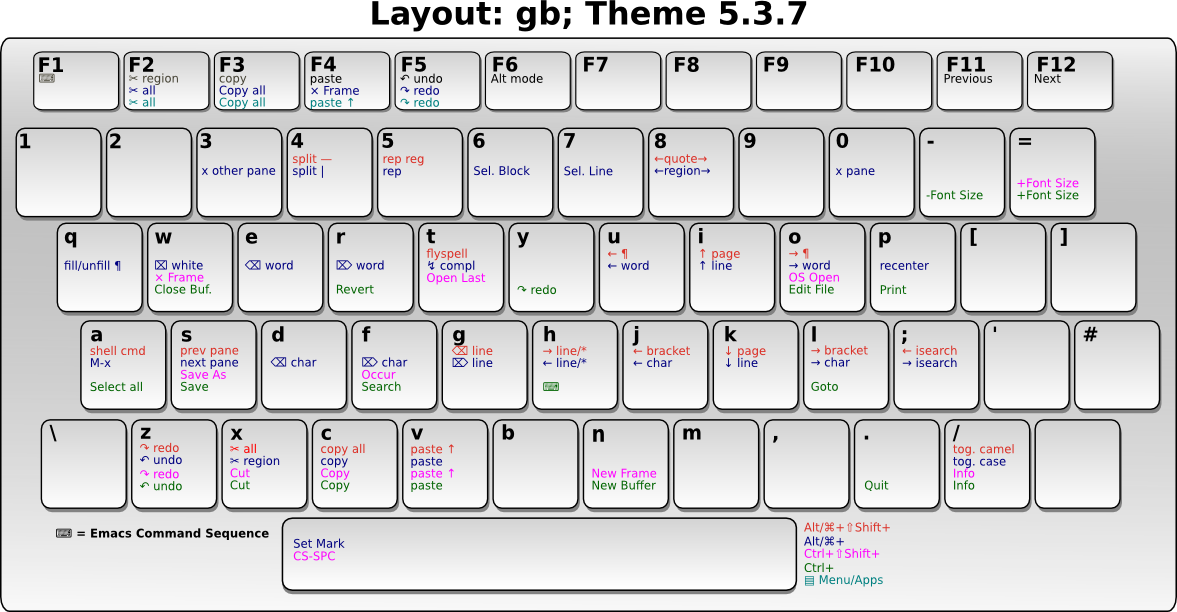 Layout: gb; Theme 5.3.7
F1
⌨
F2
✂ region
✂ all
✂ all
F3
copy
Copy all
Copy all
F4
paste
× Frame
paste ↑
F5
↶ undo
↷ redo
↷ redo
F6
Alt mode
F7
F8
F9
F10
F11
Previous
F12
Next
1
2
3
x other pane
4
split —
split |
5
rep reg
rep
6
Sel. Block
7
Sel. Line
8
←quote→
←region→
9
0
x pane
-
-Font Size
=
+Font Size
+Font Size
q
fill/unfill ¶
w
⌧ white
× Frame
Close Buf.
e
⌫ word
r
⌦ word
Revert
t
flyspell
↯ compl
Open Last
y
↷ redo
u
← ¶
← word
i
↑ page
↑ line
o
→ ¶
→ word
OS Open
Edit File
p
recenter
Print
[
]
a
shell cmd
M-x
Select all
s
prev pane
next pane
Save As
Save
d
⌫ char
f
⌦ char
Occur
Search
g
⌫ line
⌦ line
h
→ line/*
← line/*
⌨
j
← bracket
← char
k
↓ page
↓ line
l
→ bracket
→ char
Goto
;
← isearch
→ isearch
'
#
\
z
↷ redo
↶ undo
↷ redo
↶ undo
x
✂ all
✂ region
Cut
Cut
c
copy all
copy
Copy
Copy
v
paste ↑
paste
paste ↑
paste
b
n
New Frame
New Buffer
m
,
.
Quit
/
tog. camel
tog. case
Info
Info
⌨ = Emacs Command Sequence
Set Mark
CS-SPC
Alt/⌘+⇧Shift+
Alt/⌘+
Ctrl+⇧Shift+
Ctrl+
▤ Menu/Apps